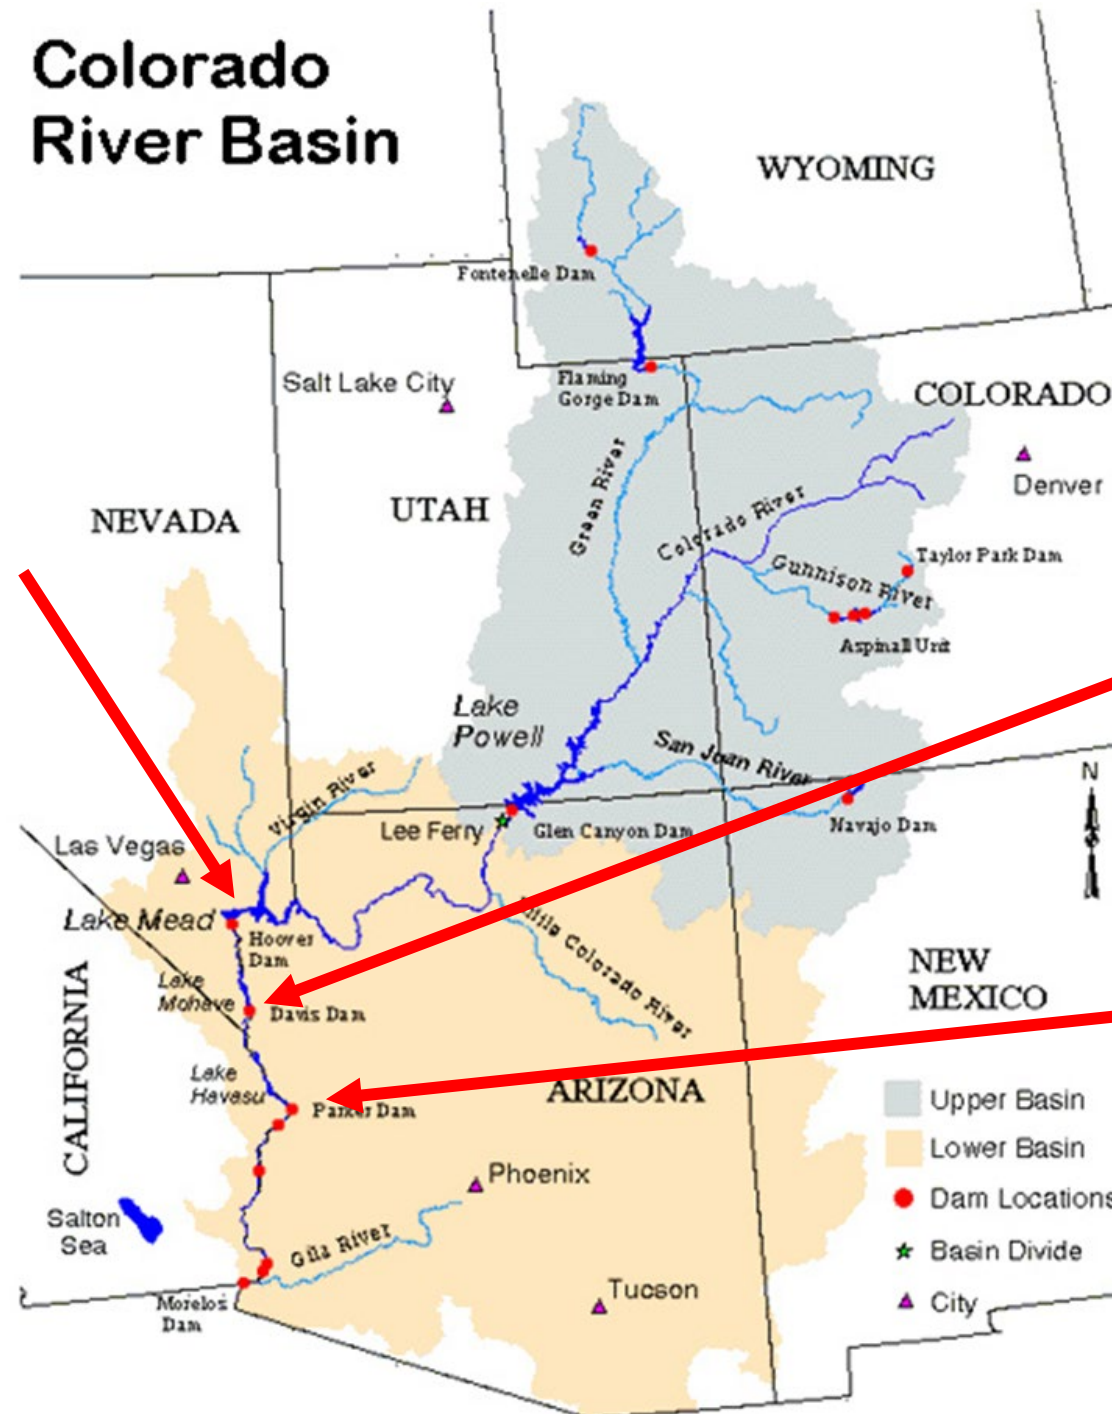 Colorado
River Basin
WYOMING
Fontenelle Dam
Salt Lake City
Flaming
Gorge Dam
COLORADO
Denver
NEVADA
UTAH
Green River
Colorado River
Taylor Park Dam
Gunnison River
Aspinall Unit
Lake
Powell
San Juan River
N
Virgin River
Lee Ferry
Glen Canyon Dam
Navajo Dam
Las Vegas
Lake Mead
Hoover
Dam
Little Colorado River
Lake
Mohave
Davis Dam
NEW
MEXICO
CALIFORNIA
Lake
Havasu
Parker Dam
ARIZONA
Upper Basin
Lower Basin
Dam Locations
Basin Divide
City
Phoenix
Salton
Sea
Gila River
Tucson
Morelos
Dam